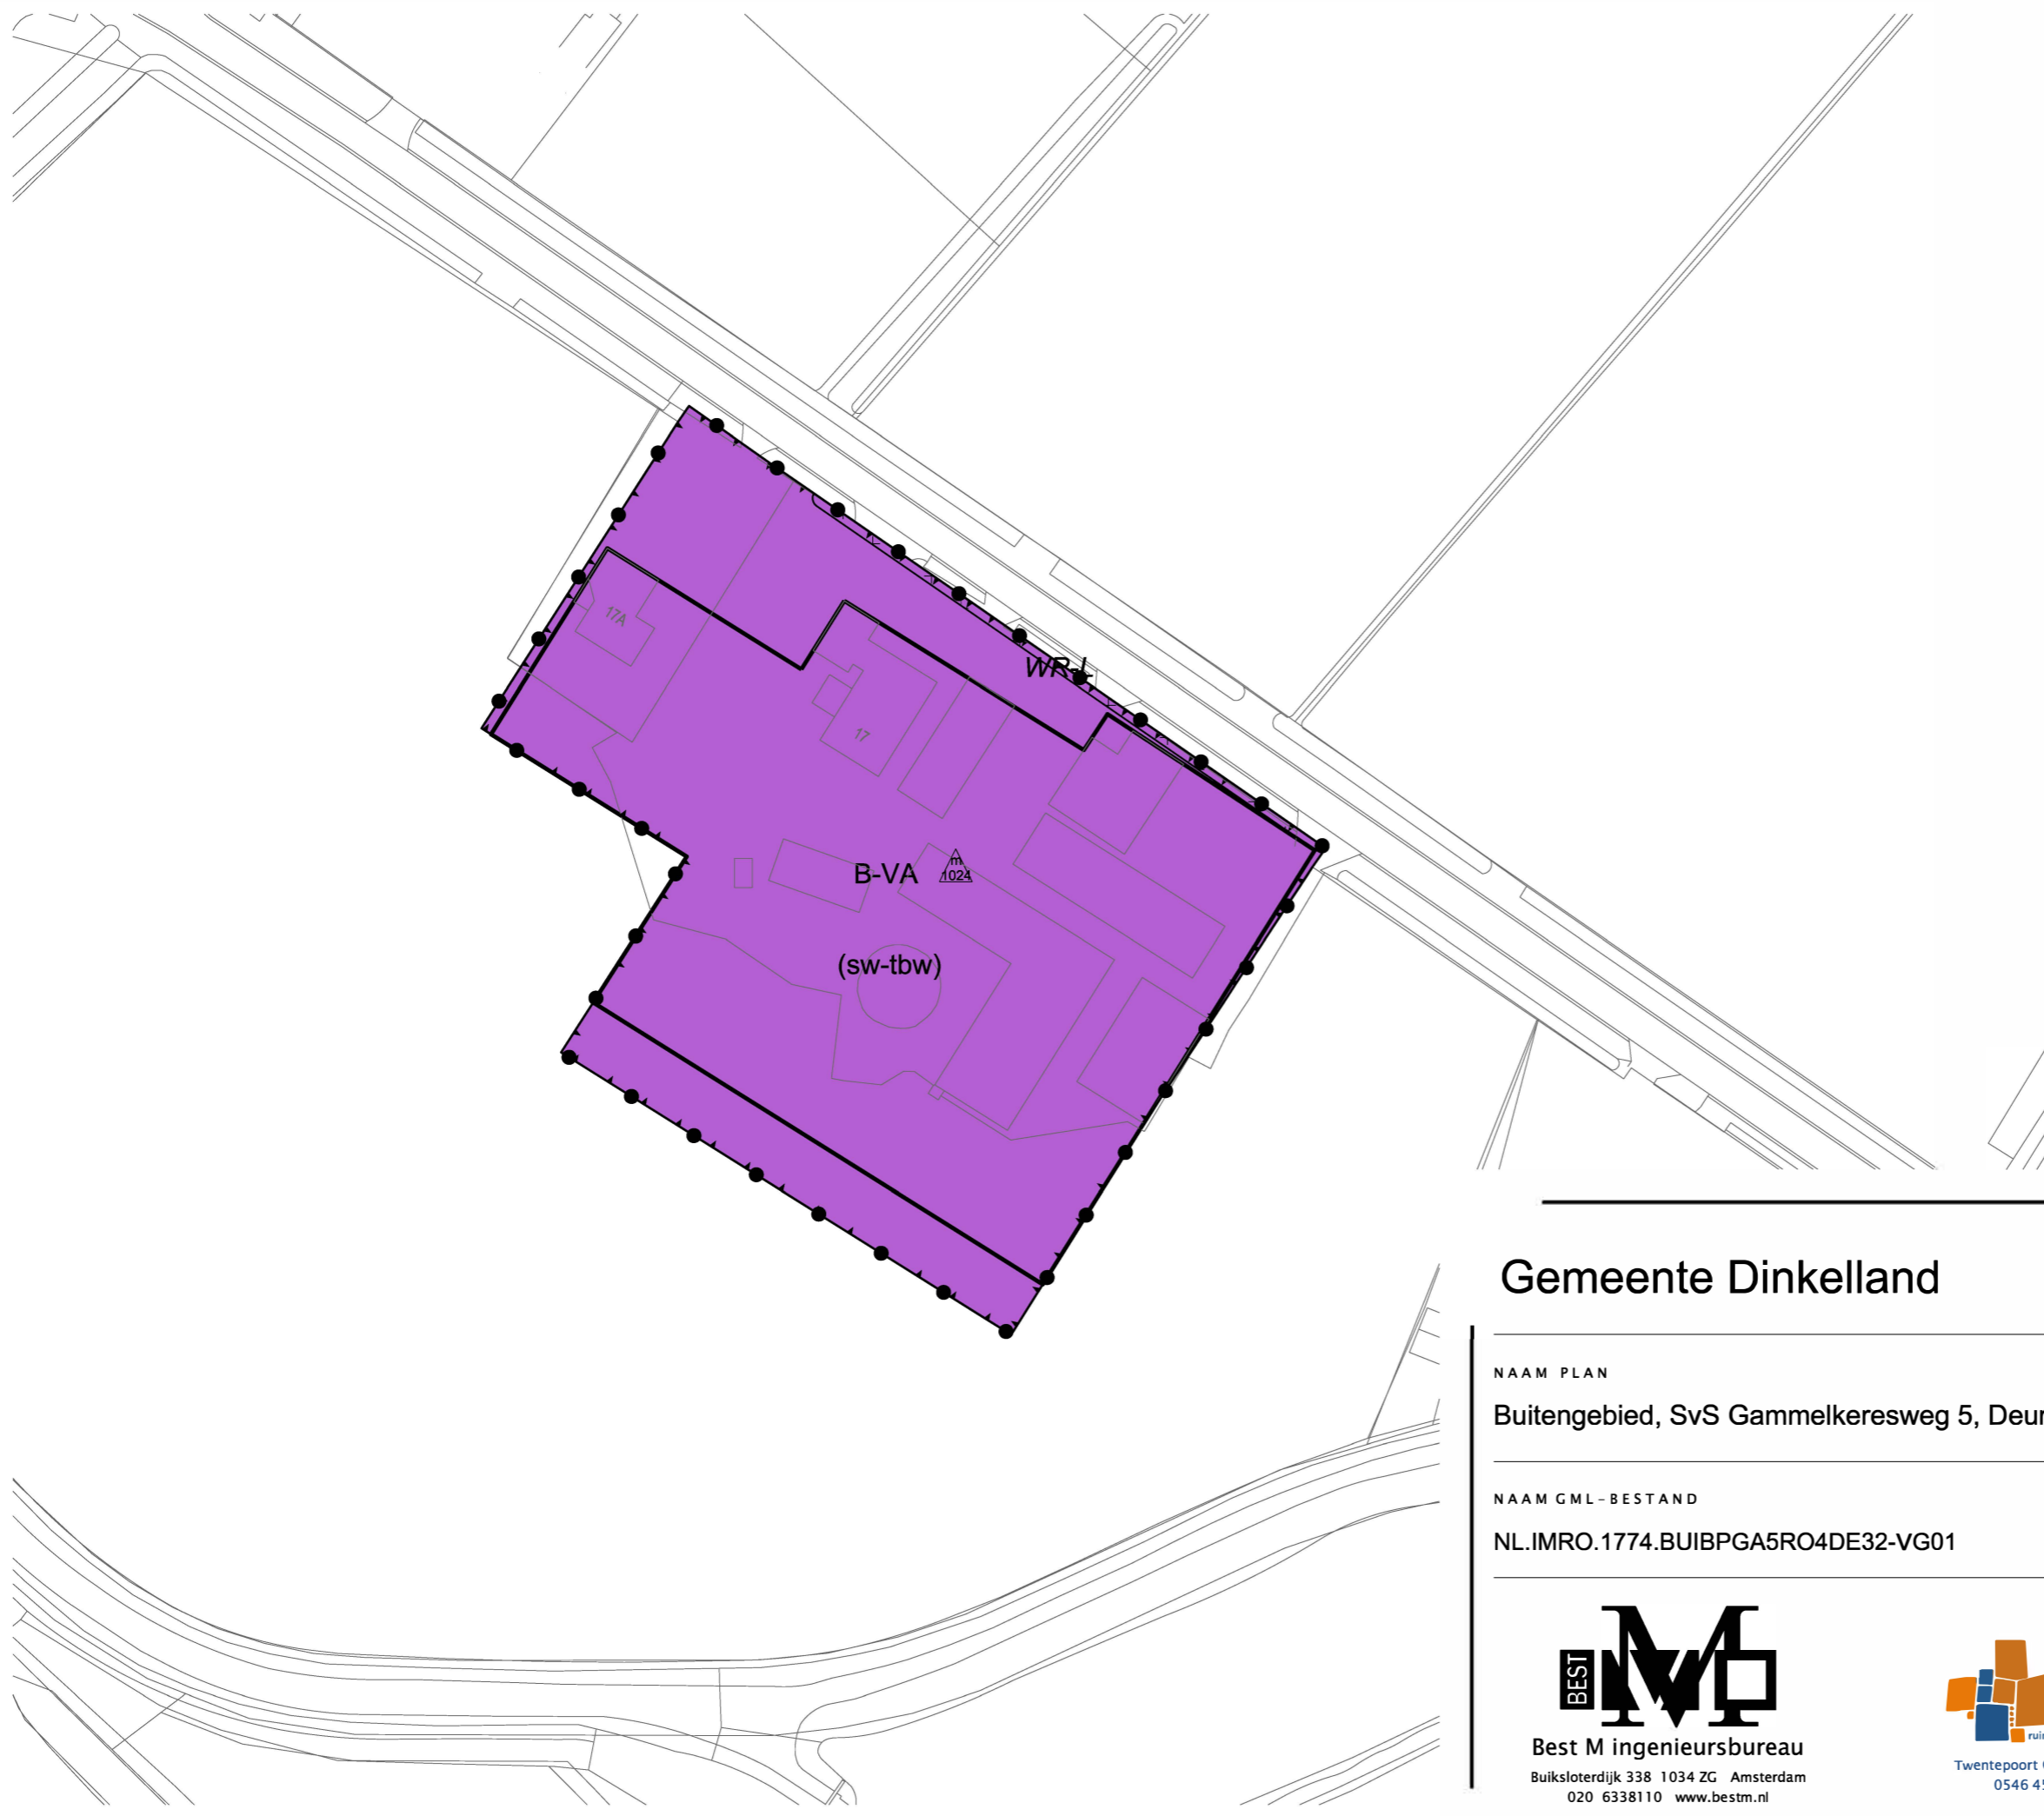 17A
WR-L
17
B-VA
m
1024
(sw-tbw)
Gemeente Dinkelland
NAAM PLAN
Buitengebied, SvS Gammelkeresweg 5, Deur
NAAM GML-BESTAND
NL.IMRO.1774.BUIBPGA5RO4DE32-VG01
BEST
M
Best M ingenieursbureau
Buiksloterdijk 338 1034 ZG Amsterdam
020 6338110 www.bestm.nl
rui
Twentepoort
0546 45